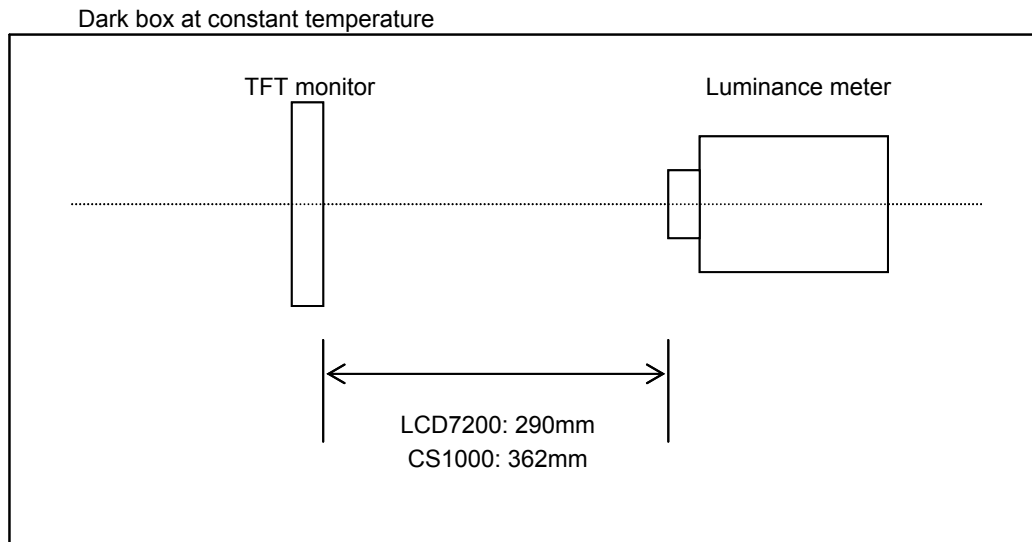 Dark box at constant temperature
TFT monitor
Luminance meter
LCD7200: 290mm
CS1000: 362mm